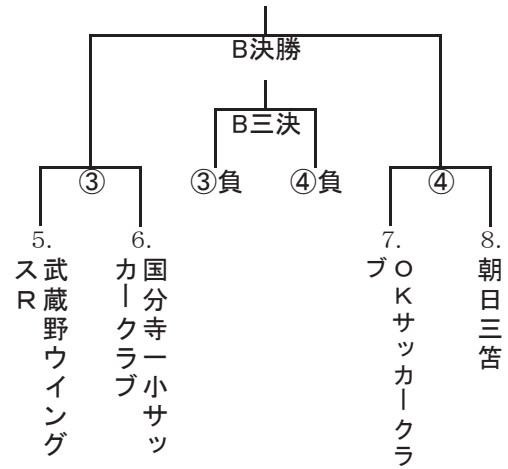 B決勝
B三決
③
③負
④負
④
5.
6.
7.
8.
武蔵野ウイング
スR
国分寺一小サッ
カークラブ
OKサッカークラ
ブ
朝日三笘